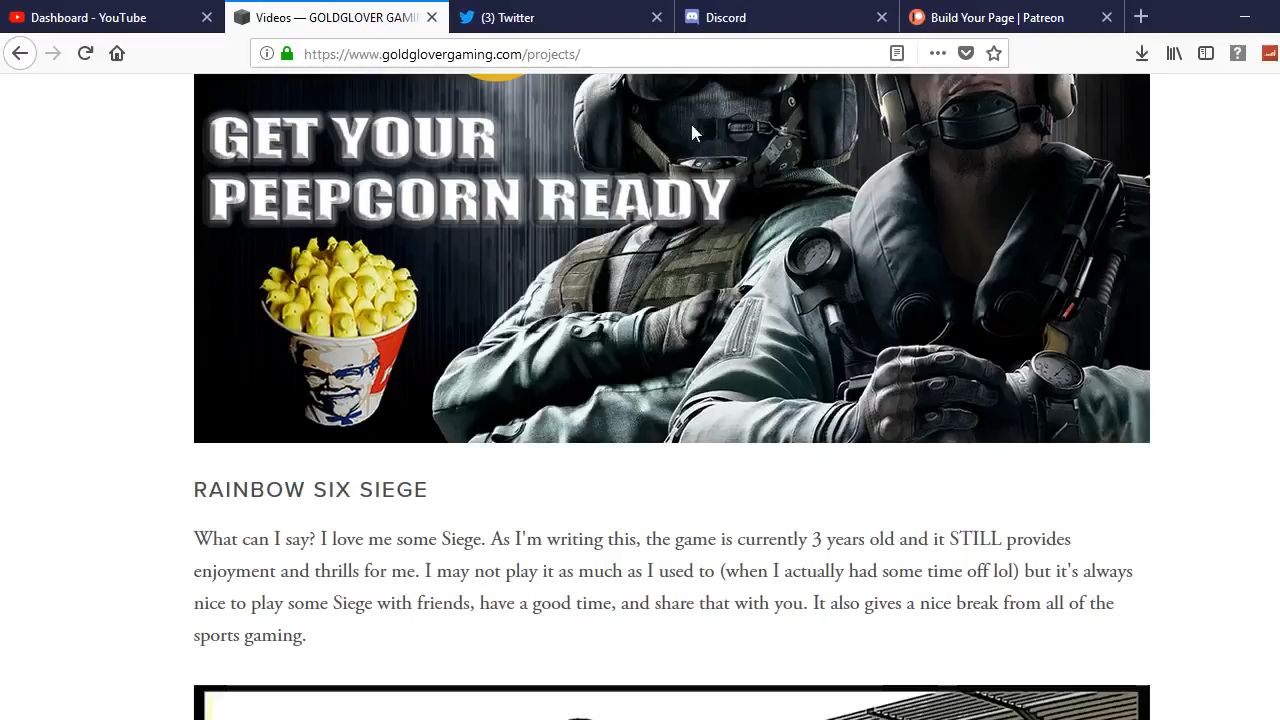 Dashboard - YouTube
Videos — GOLDGLOVER GAMI
(3) Twitter
Discord
Build Your Page | Patreon
https://www.goldglovergaming.com/projects/
GET YOUR
PEEPCORN READY
RAINBOW SIX SIEGE
What can I say? I love me some Siege. As I'm writing this, the game is currently 3 years old and it STILL provides
enjoyment and thrills for me. I may not play it as much as I used to (when I actually had some time off lol) but it's always
nice to play some Siege with friends, have a good time, and share that with you. It also gives a nice break from all of the
sports gaming.